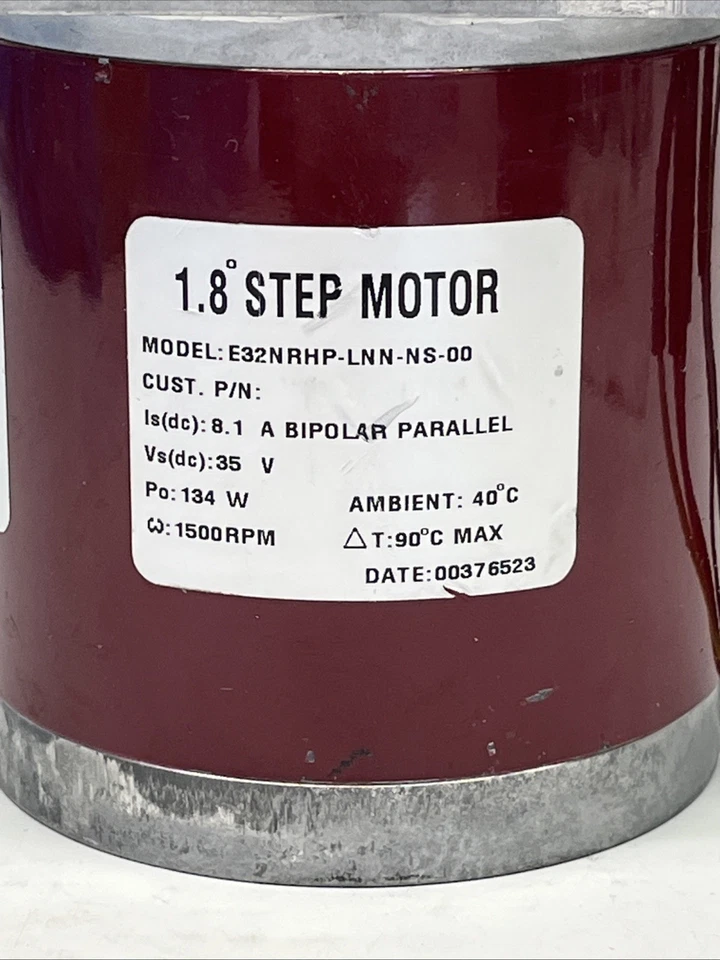 1.8° STEP MOTOR
MODEL: E32NRHP-LNN-NS-00
CUST. P/N:
Is(dc): 8.1 A BIPOLAR PARALLEL
Vs(dc): 35 V
Po: 134 W AMBIENT: 40°C
ω: 1500RPM △T: 90°C MAX
DATE: 00376523